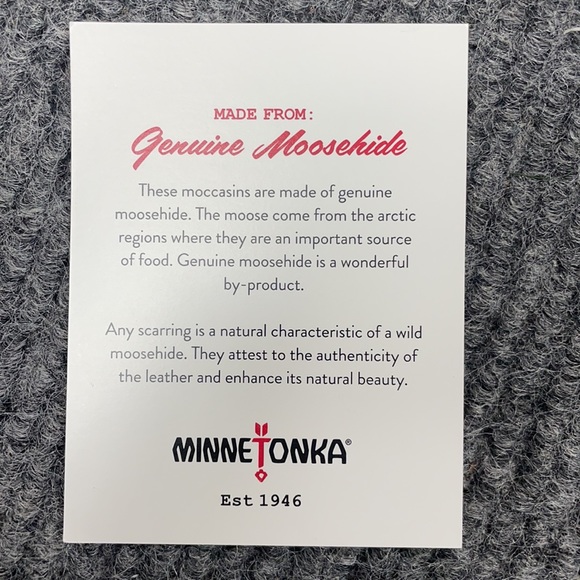 MADE FROM:
Genuine Moosehide
These moccasins are made of genuine
moosehide. The moose come from the arctic
regions where they are an important source
of food. Genuine moosehide is a wonderful
by-product.
Any scarring is a natural characteristic of a wild
moosehide. They attest to the authenticity of
the leather and enhance its natural beauty.
MINNETONKA®
Est 1946